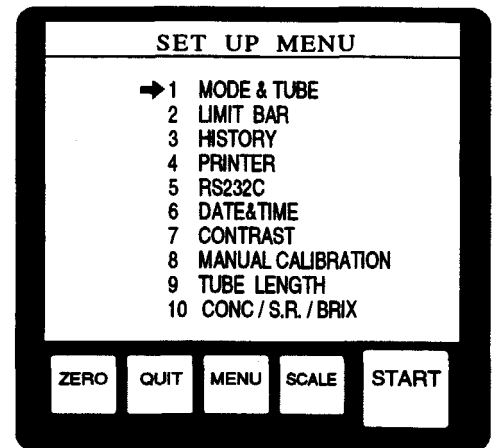 SET UP MENU
➡1 MODE & TUBE
2 LIMIT BAR
3 HISTORY
4 PRINTER
5 RS232C
6 DATE&TIME
7 CONTRAST
8 MANUAL CALIBRATION
9 TUBE LENGTH
10 CONC / S.R. / BRIX
ZERO QUIT MENU SCALE START